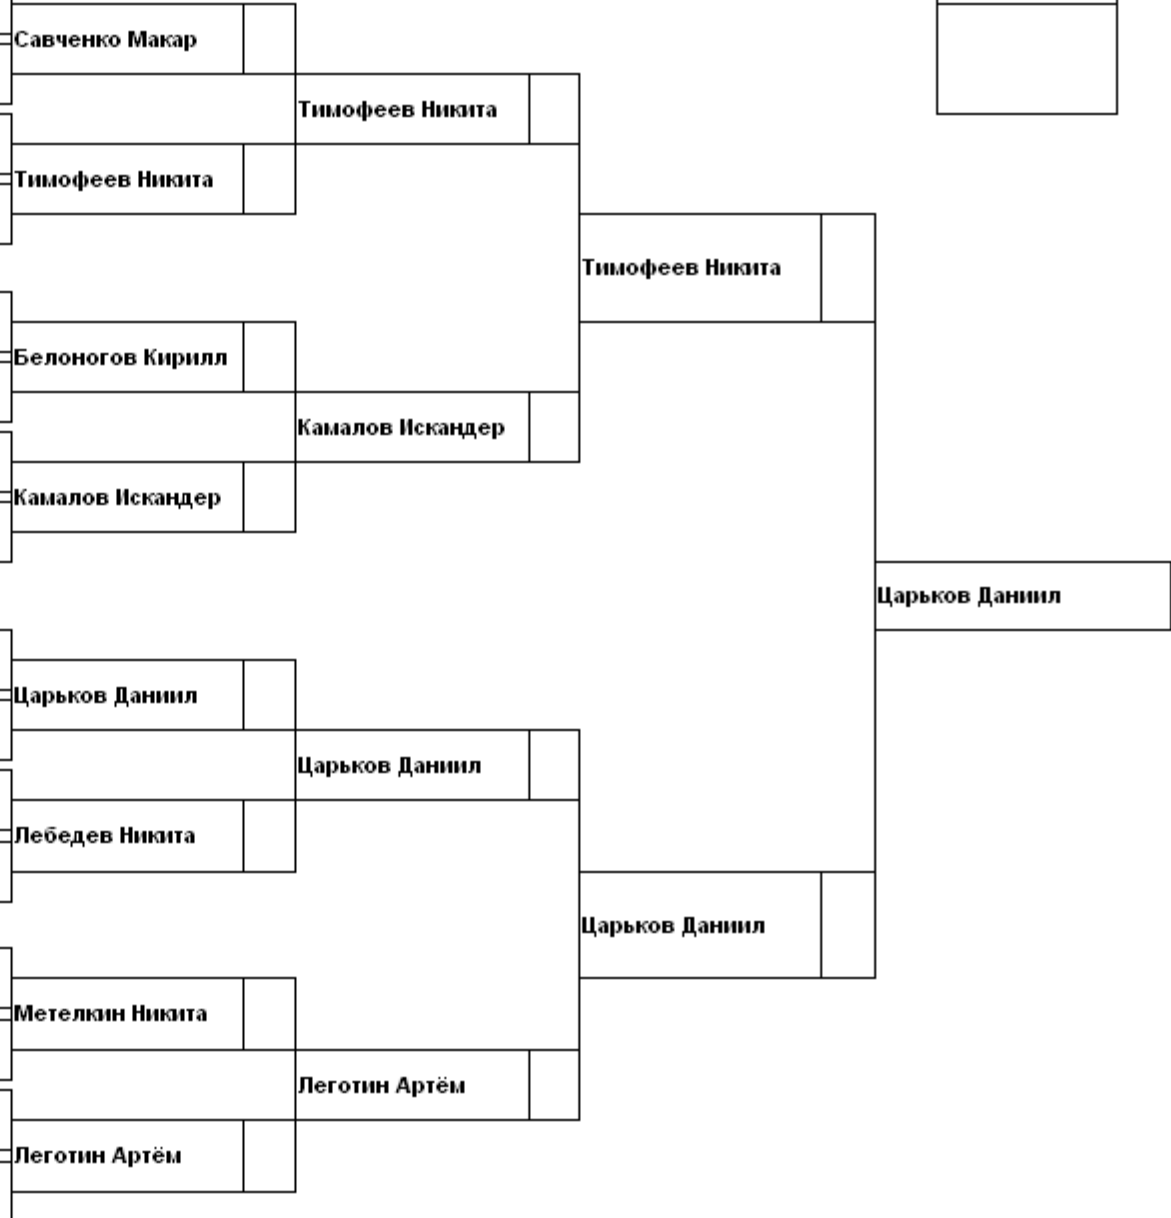 Савченко Макар
Тимофеев Никита
Тимофеев Никита
Тимофеев Никита
Белоногов Кирилл
Камалов Искандер
Камалов Искандер
Царьков Даниил
Царьков Даниил
Царьков Даниил
Лебедев Никита
Царьков Даниил
Метелкин Никита
Леготин Артём
Леготин Артём